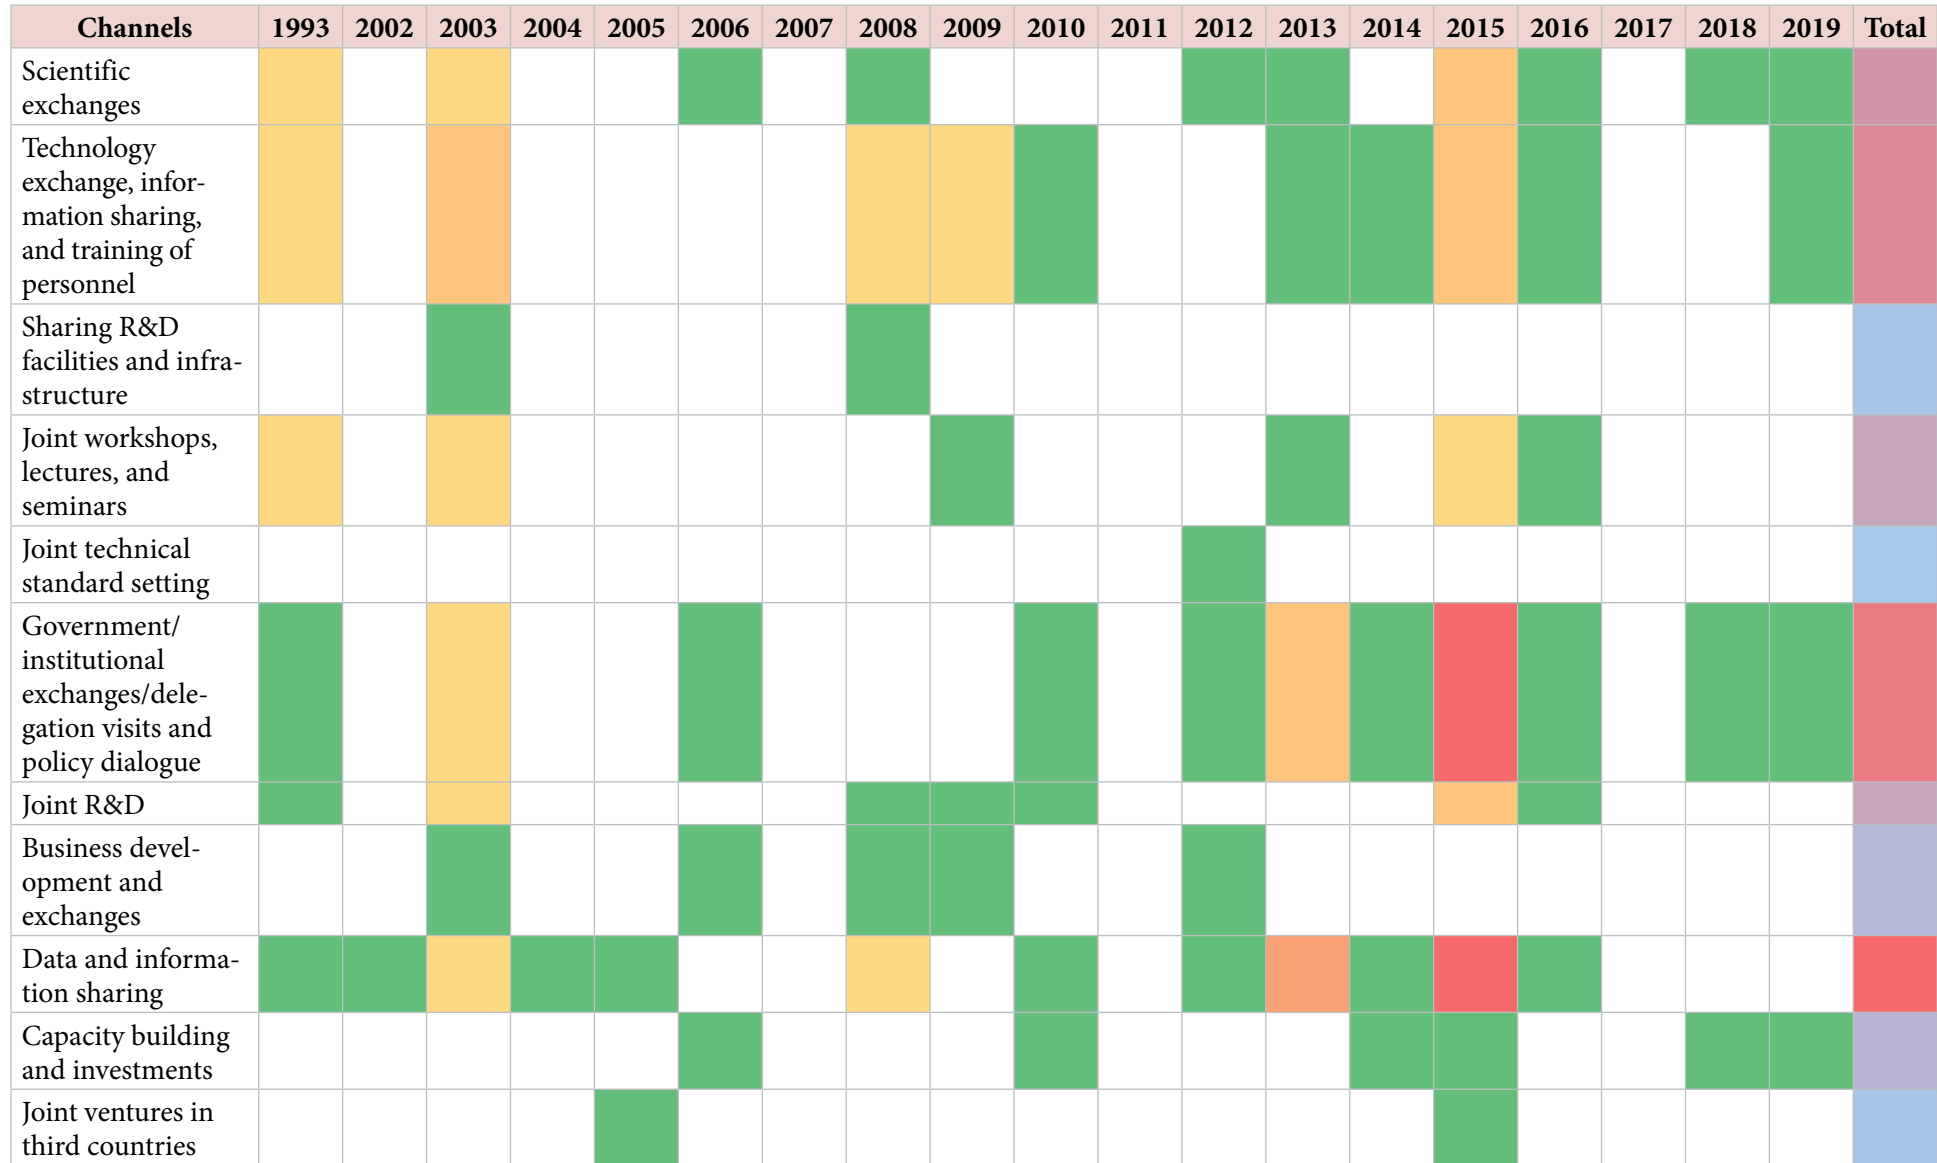 Channels 1993 2002 2003 2004 2005 2006 2007 2008 2009 2010 2011 2012 2013 2014 2015 2016 2017 2018 2019 Total
Scientific
exchanges
Technology
exchange, infor-
mation sharing,
and training of
personnel
Sharing R&D
facilities and infra-
structure
Joint workshops,
lectures, and
seminars
Joint technical
standard setting
Government/
institutional
exchanges/dele-
gation visits and
policy dialogue
Joint R&D
Business devel-
opment and
exchanges
Data and informa-
tion sharing
Capacity building
and investments
Joint ventures in
third countries